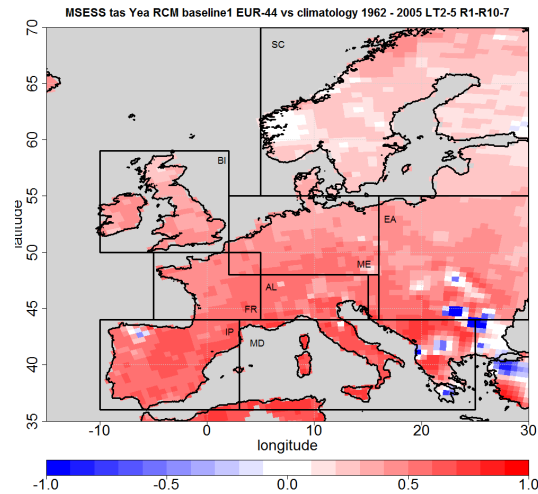 MSESS tas Yea RCM baseline1 EUR-44 vs climatology 1962 - 2005 LT2-5 R1-R10-7
70
SC
65
60
BI
latitude
55
EA
50
ME
AL
45
FR
IP
MD
40
35
-10 0 10 20 30
longitude
-1.0 -0.5 0.0 0.5 1.0